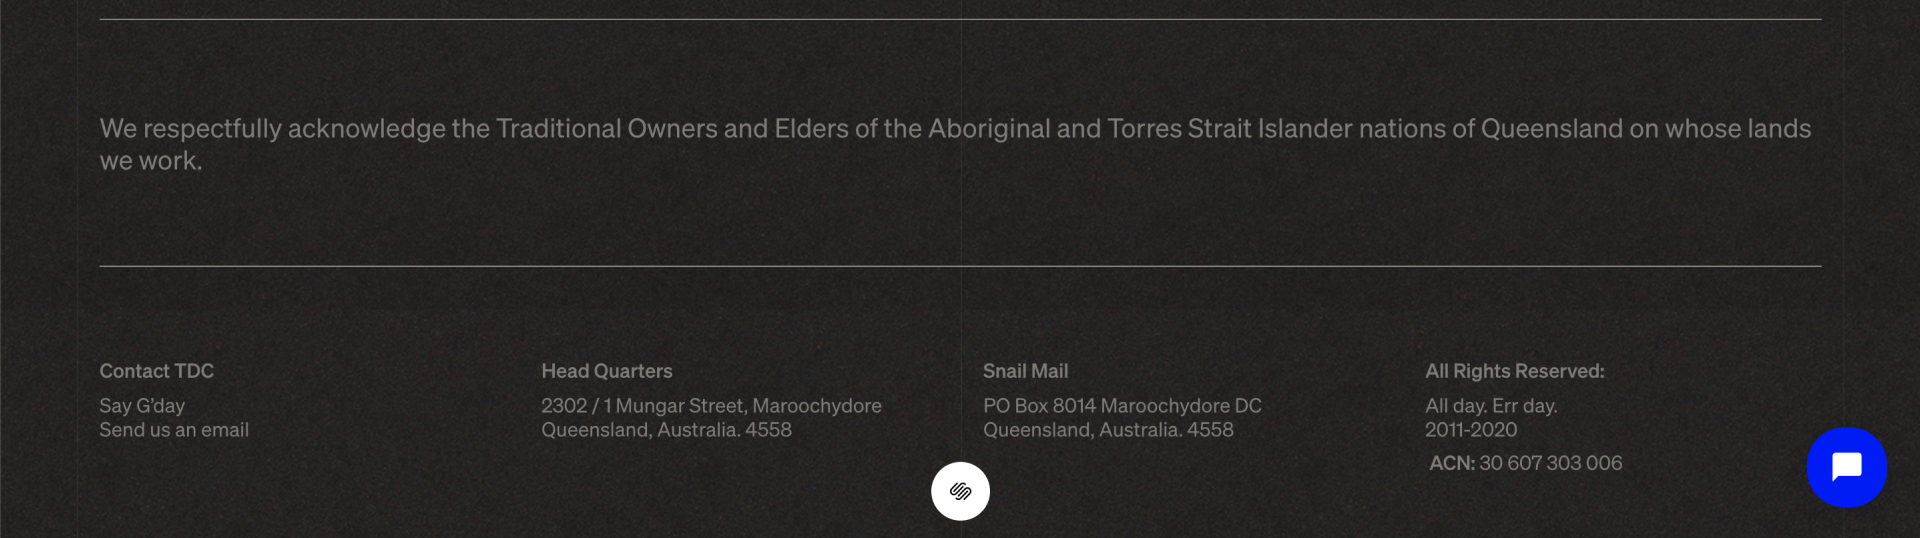 We respectfully acknowledge the Traditional Owners and Elders of the Aboriginal and Torres Strait Islander nations of Queensland on whose lands
we work.
Contact TDC
Say G'day
Send us an email
Head Quarters
2302 / 1 Mungar Street, Maroochydore
Queensland, Australia. 4558
Snail Mail
PO Box 8014 Maroochydore DC
Queensland, Australia. 4558
All Rights Reserved:
All day. Err day.
2011-2020
ACN: 30 607 303 006